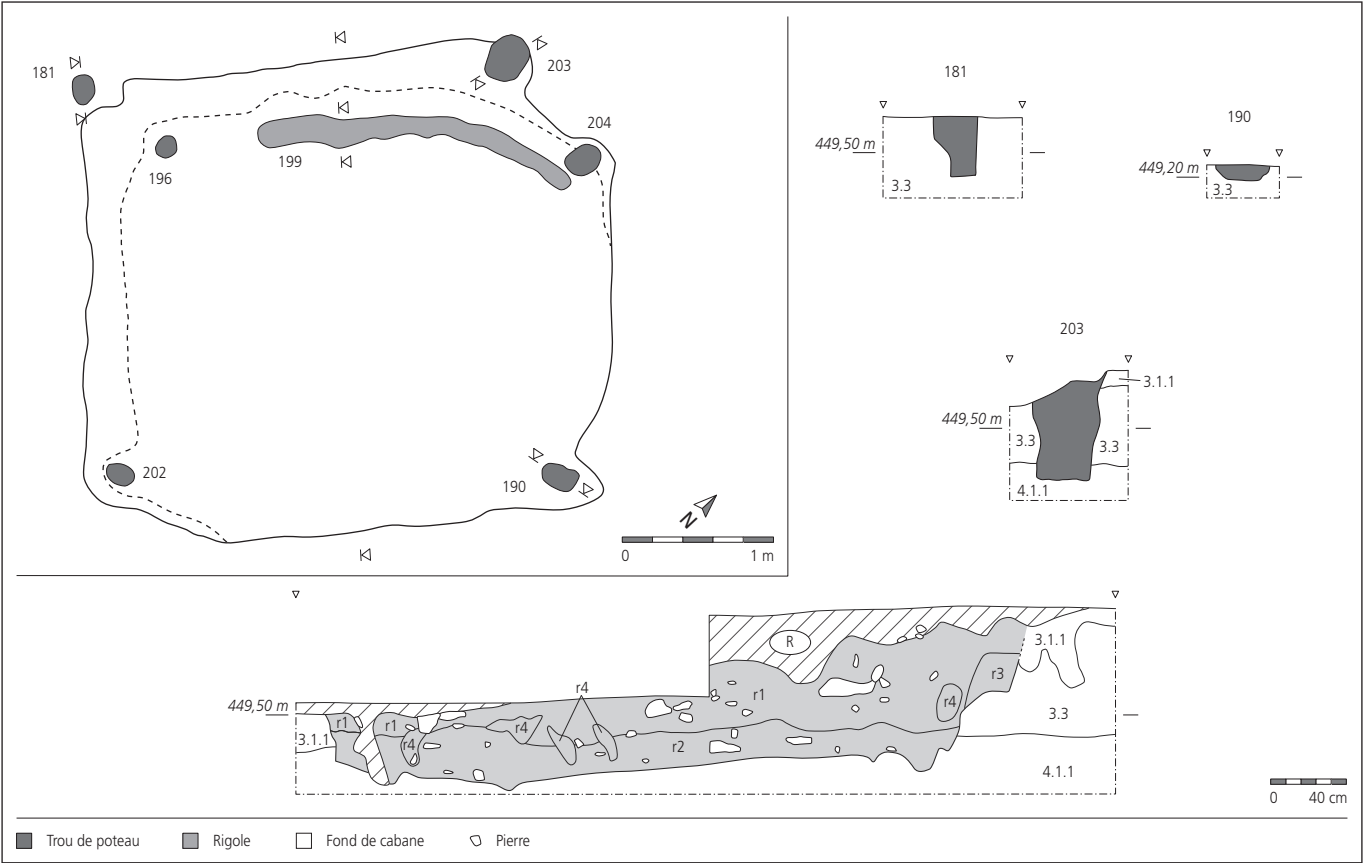 181
203
204
199
196
202
190
N
0 1 m
181
449,50 m
3.3
190
449,20 m
3.3
203
3.1.1
449,50 m
3.3
3.3
4.1.1
R
3.1.1
r4
r1
r3
r4
449,50 m
r1
r1
r4
3.3
3.1.1
r4
r2
4.1.1
0 40 cm
Trou de poteau
Rigole
Fond de cabane
Pierre